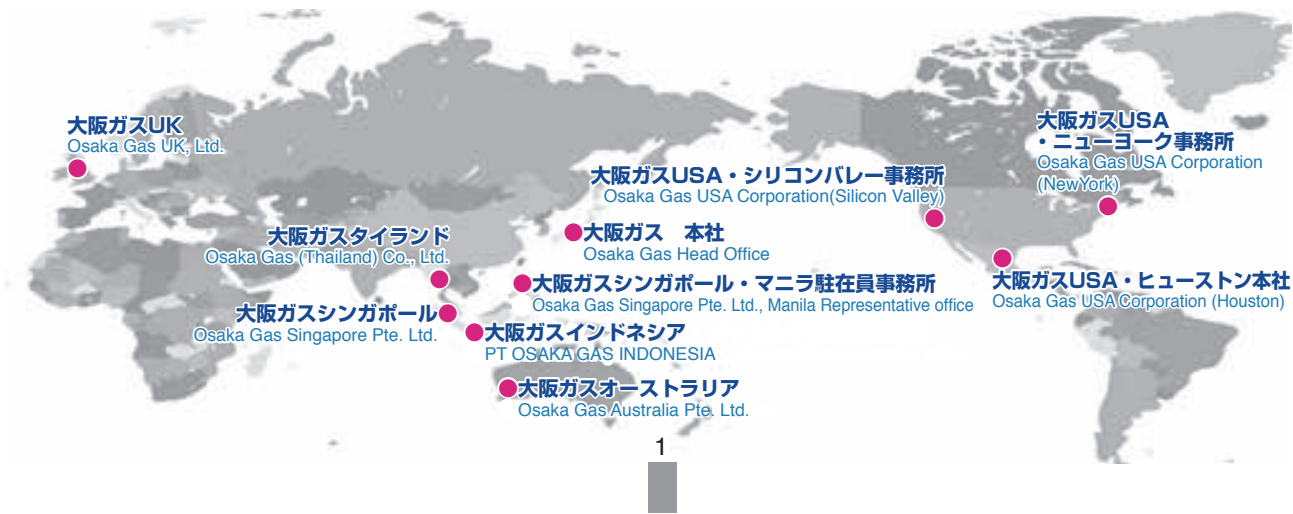 大阪ガスUK
Osaka Gas UK, Ltd.
大阪ガスUSA
・ニューヨーク事務所
Osaka Gas USA Corporation
(NewYork)
大阪ガスUSA・シリコンバレー事務所
Osaka Gas USA Corporation(Silicon Valley)
大阪ガス　本社
Osaka Gas Head Office
大阪ガスタイランド
Osaka Gas (Thailand) Co., Ltd.
大阪ガスシンガポール・マニラ駐在員事務所
Osaka Gas Singapore Pte. Ltd., Manila Representative office
大阪ガスUSA・ヒューストン本社
Osaka Gas USA Corporation (Houston)
大阪ガスシンガポール
Osaka Gas Singapore Pte. Ltd.
大阪ガスインドネシア
PT OSAKA GAS INDONESIA
大阪ガスオーストラリア
Osaka Gas Australia Pte. Ltd.
1